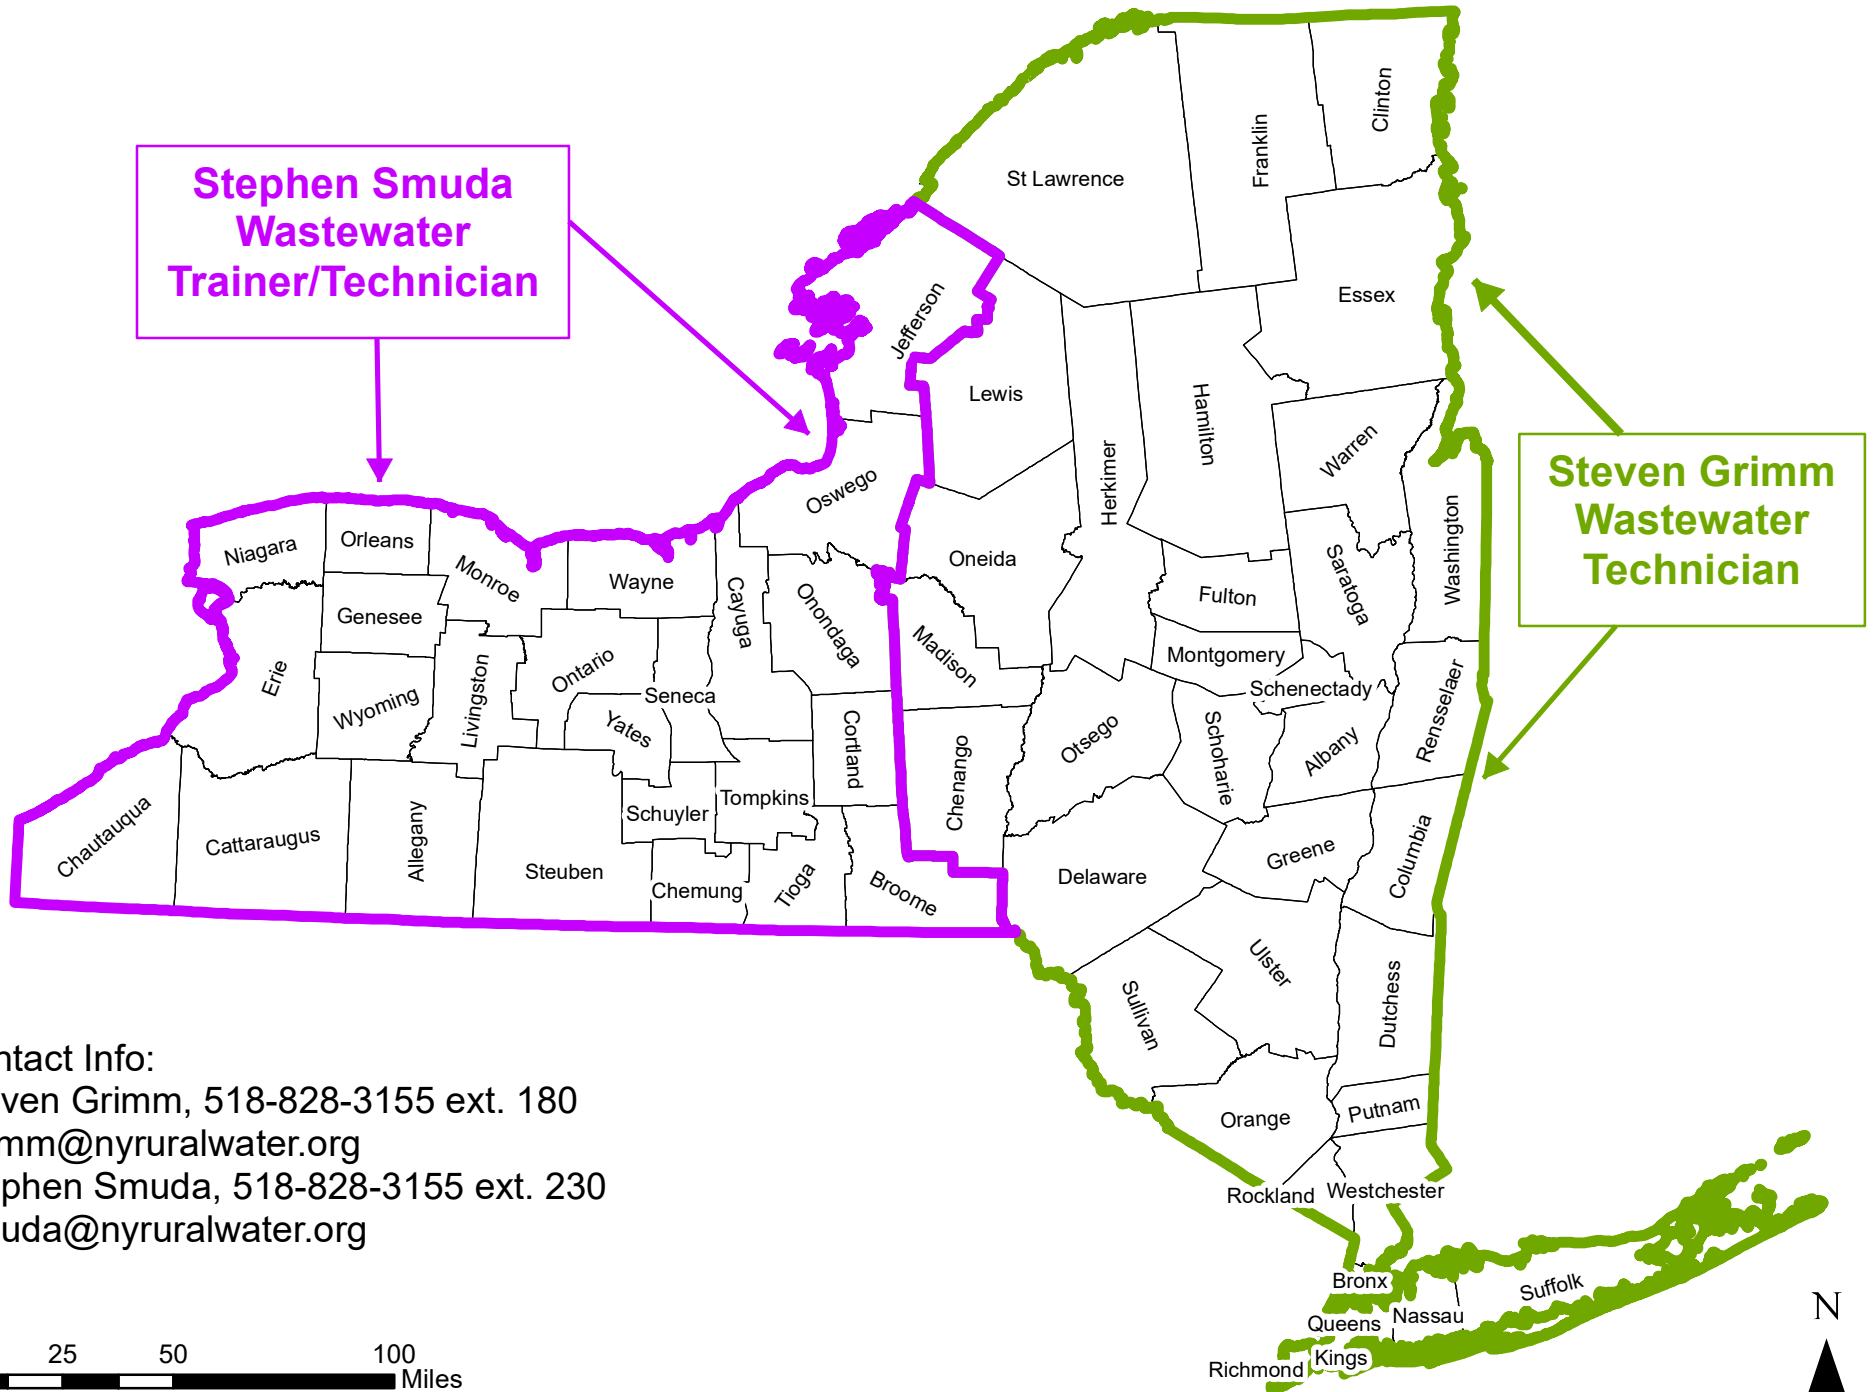 Stephen Smuda
Wastewater
Trainer/Technician
Steven Grimm
Wastewater
Technician
Clinton
Franklin
St Lawrence
Essex
Jefferson
Lewis
Hamilton
Herkimer
Warren
Washington
Oswego
Oneida
Saratoga
Fulton
Niagara
Orleans
Monroe
Wayne
Cayuga
Onondaga
Madison
Montgomery
Schenectady
Rensselaer
Genesee
Erie
Wyoming
Livingston
Ontario
Seneca
Yates
Cortland
Chenango
Otsego
Schoharie
Albany
Chautauqua
Cattaraugus
Allegany
Steuben
Schuyler
Tompkins
Chemung
Tioga
Broome
Delaware
Greene
Columbia
Ulster
Sullivan
Dutchess
Orange
Putnam
Rockland
Westchester
Bronx
Queens
Nassau
Suffolk
Kings
Richmond
ntact Info:
ven Grimm, 518-828-3155 ext. 180
mm@nyruralwater.org
phen Smuda, 518-828-3155 ext. 230
uda@nyruralwater.org
25 50 100
Miles
N